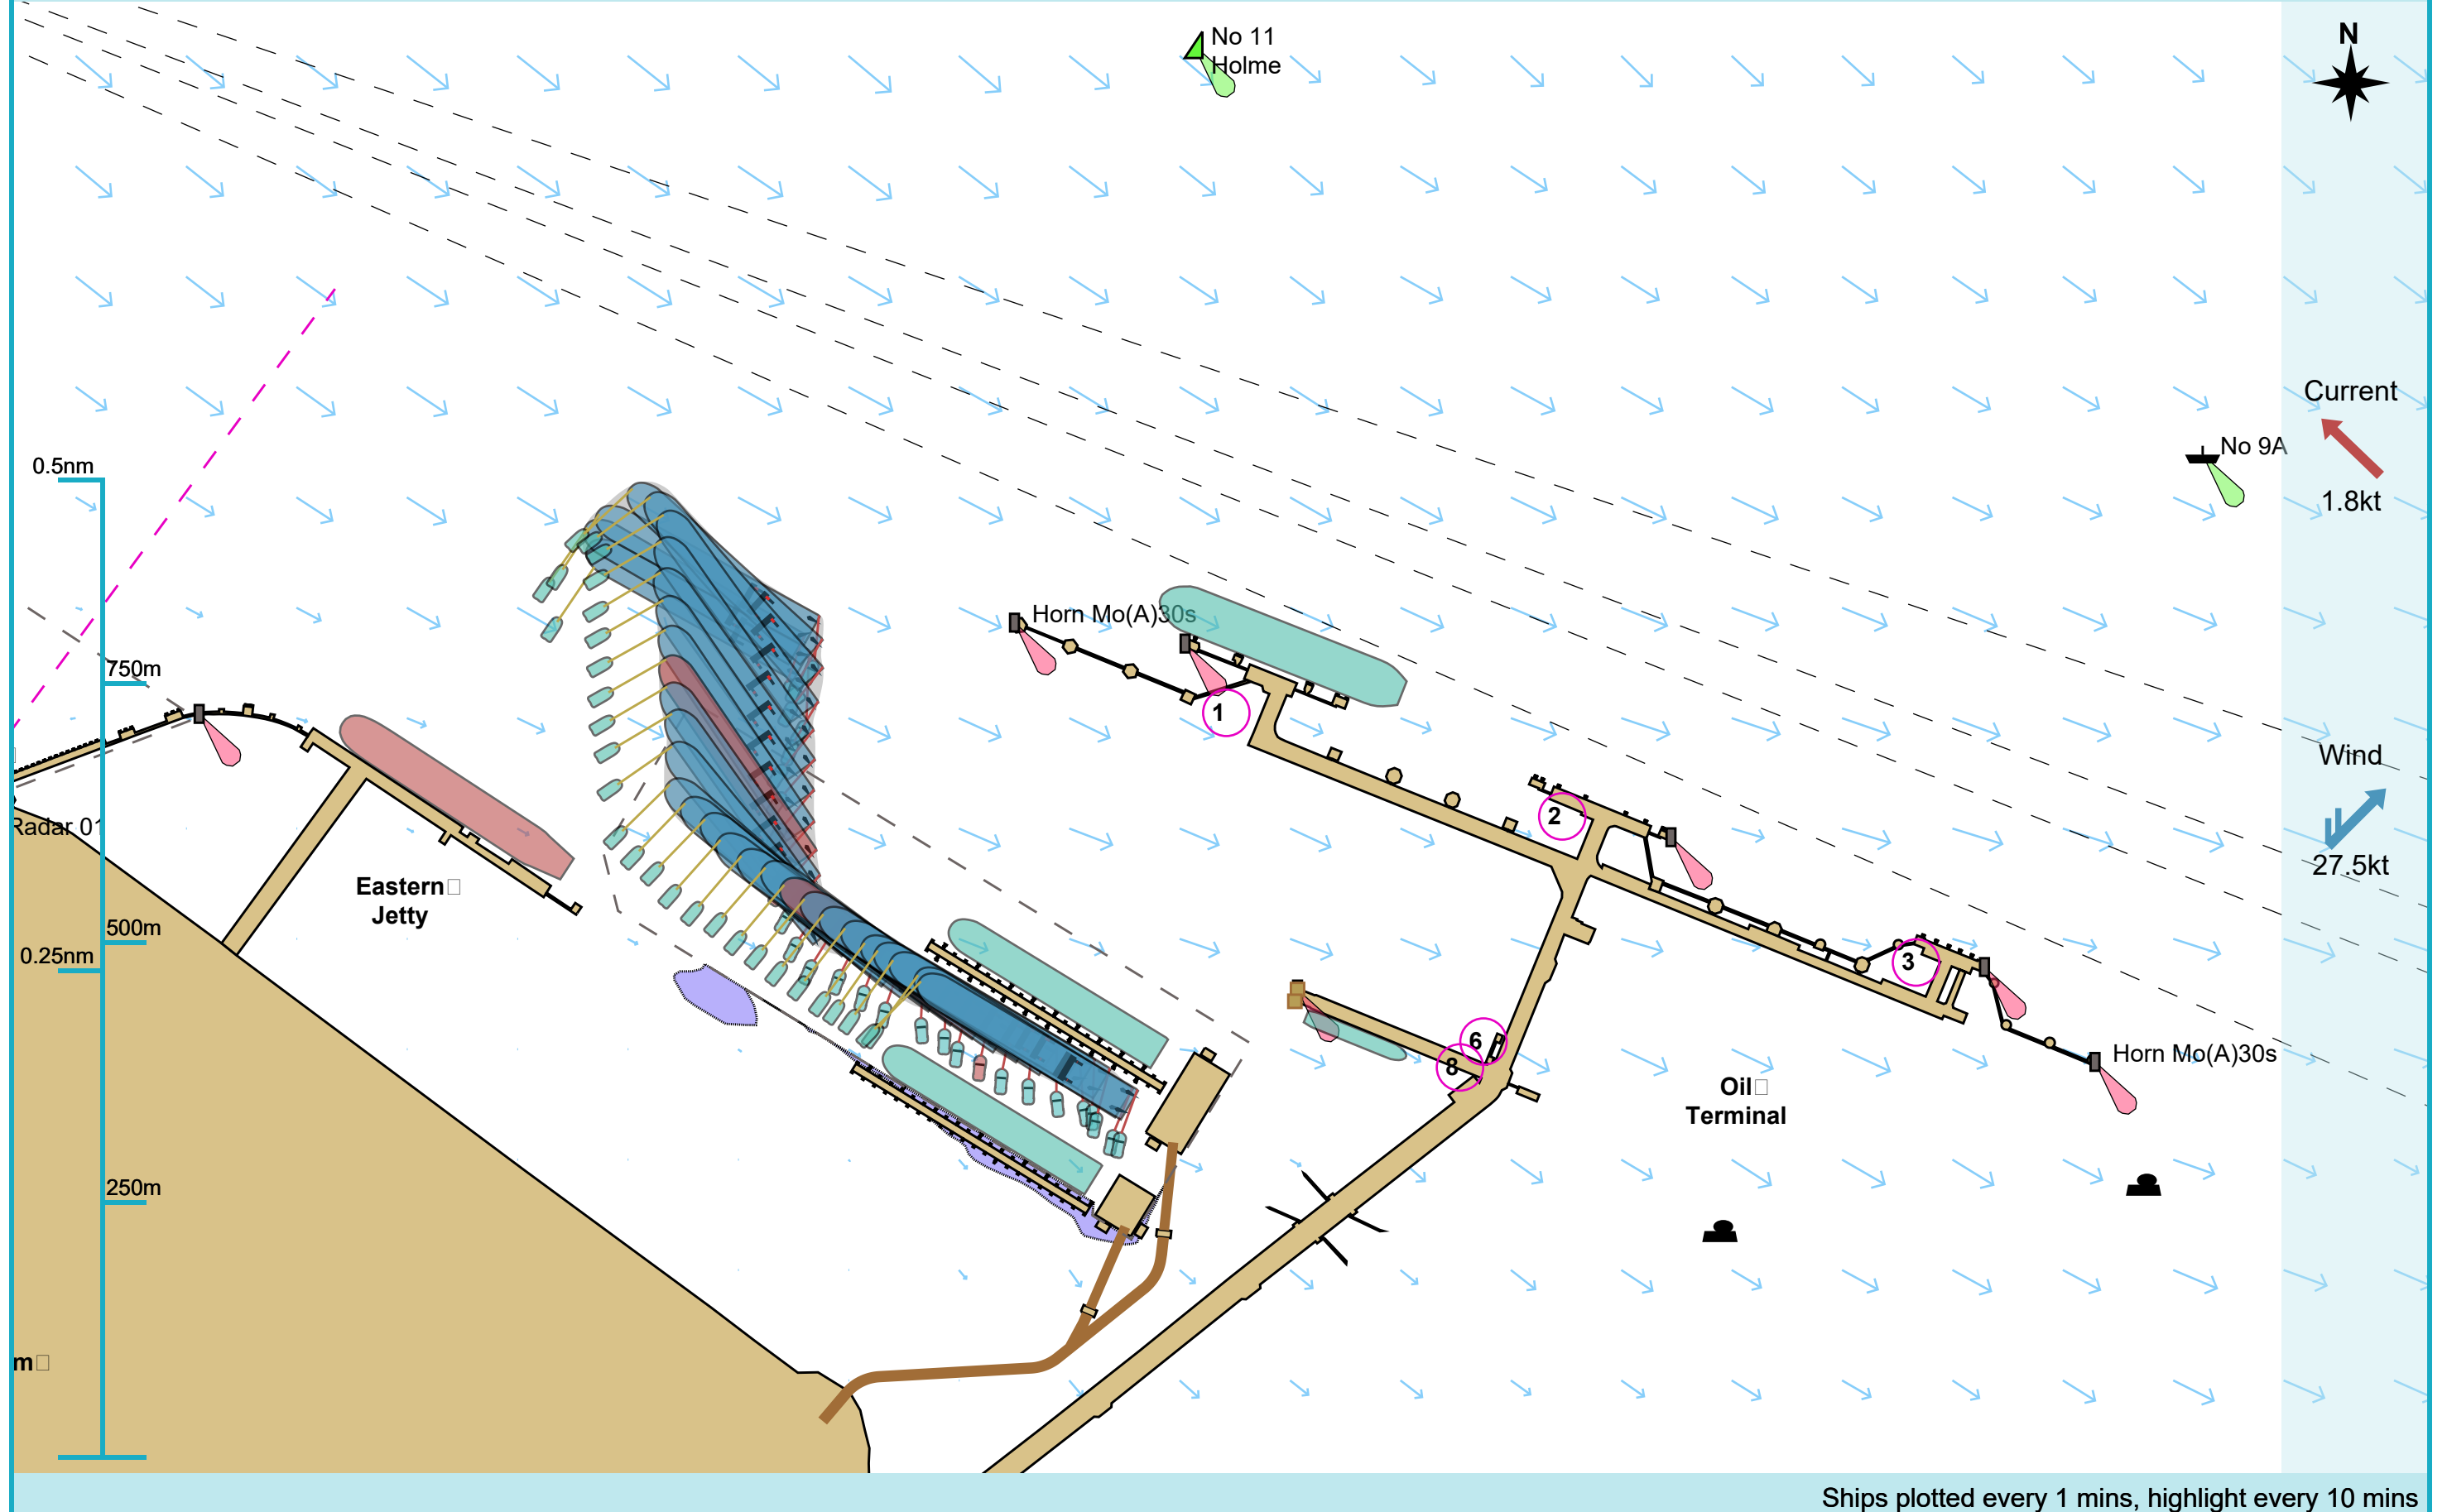 No 11
Holme
N
Current
1.8kt
No 9A
0.5nm
Horn Mo(A)30s
750m
1
Wind
27.5kt
2
Radar 01
Eastern
Jetty
500m
0.25nm
3
6
8
Horn Mo(A)30s
Oil
Terminal
250m
m
Ships plotted every 1 mins, highlight every 10 mins